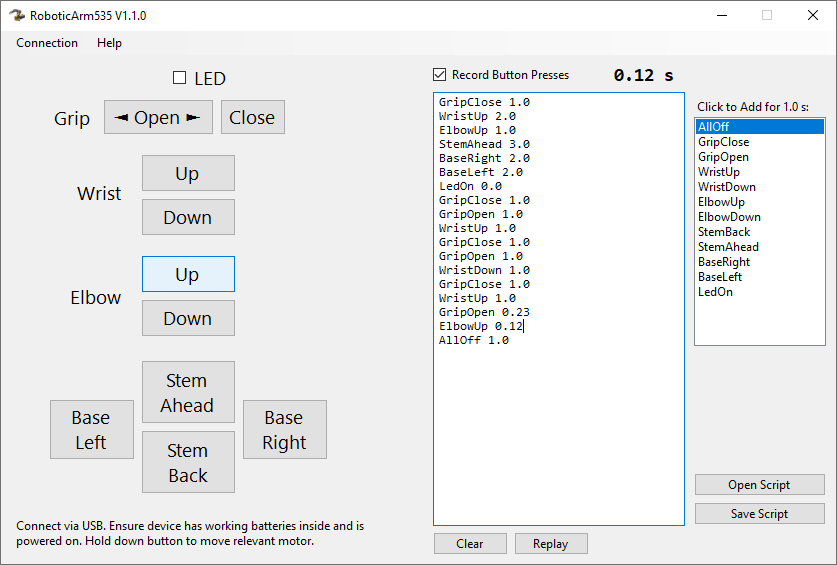 RoboticArm535 V1.1.0
Connection Help
LED
Grip
◄ Open ►
Close
Wrist
Up
Down
Elbow
Up
Down
Stem
Ahead
Base
Left
Base
Right
Stem
Back
Connect via USB. Ensure device has working batteries inside and is
powered on. Hold down button to move relevant motor.
Record Button Presses
0.12 s
GripClose 1.0
WristUp 2.0
ElbowUp 1.0
StemAhead 3.0
BaseRight 2.0
BaseLeft 2.0
LedOn 0.0
GripClose 1.0
GripOpen 1.0
WristUp 1.0
GripClose 1.0
GripOpen 1.0
WristDown 1.0
GripClose 1.0
WristUp 1.0
GripOpen 0.23
ElbowUp 0.12
AllOff 1.0
Clear
Replay
Click to Add for 1.0 s:
AllOff
GripClose
GripOpen
WristUp
WristDown
ElbowUp
ElbowDown
StemBack
StemAhead
BaseRight
BaseLeft
LedOn
Open Script
Save Script